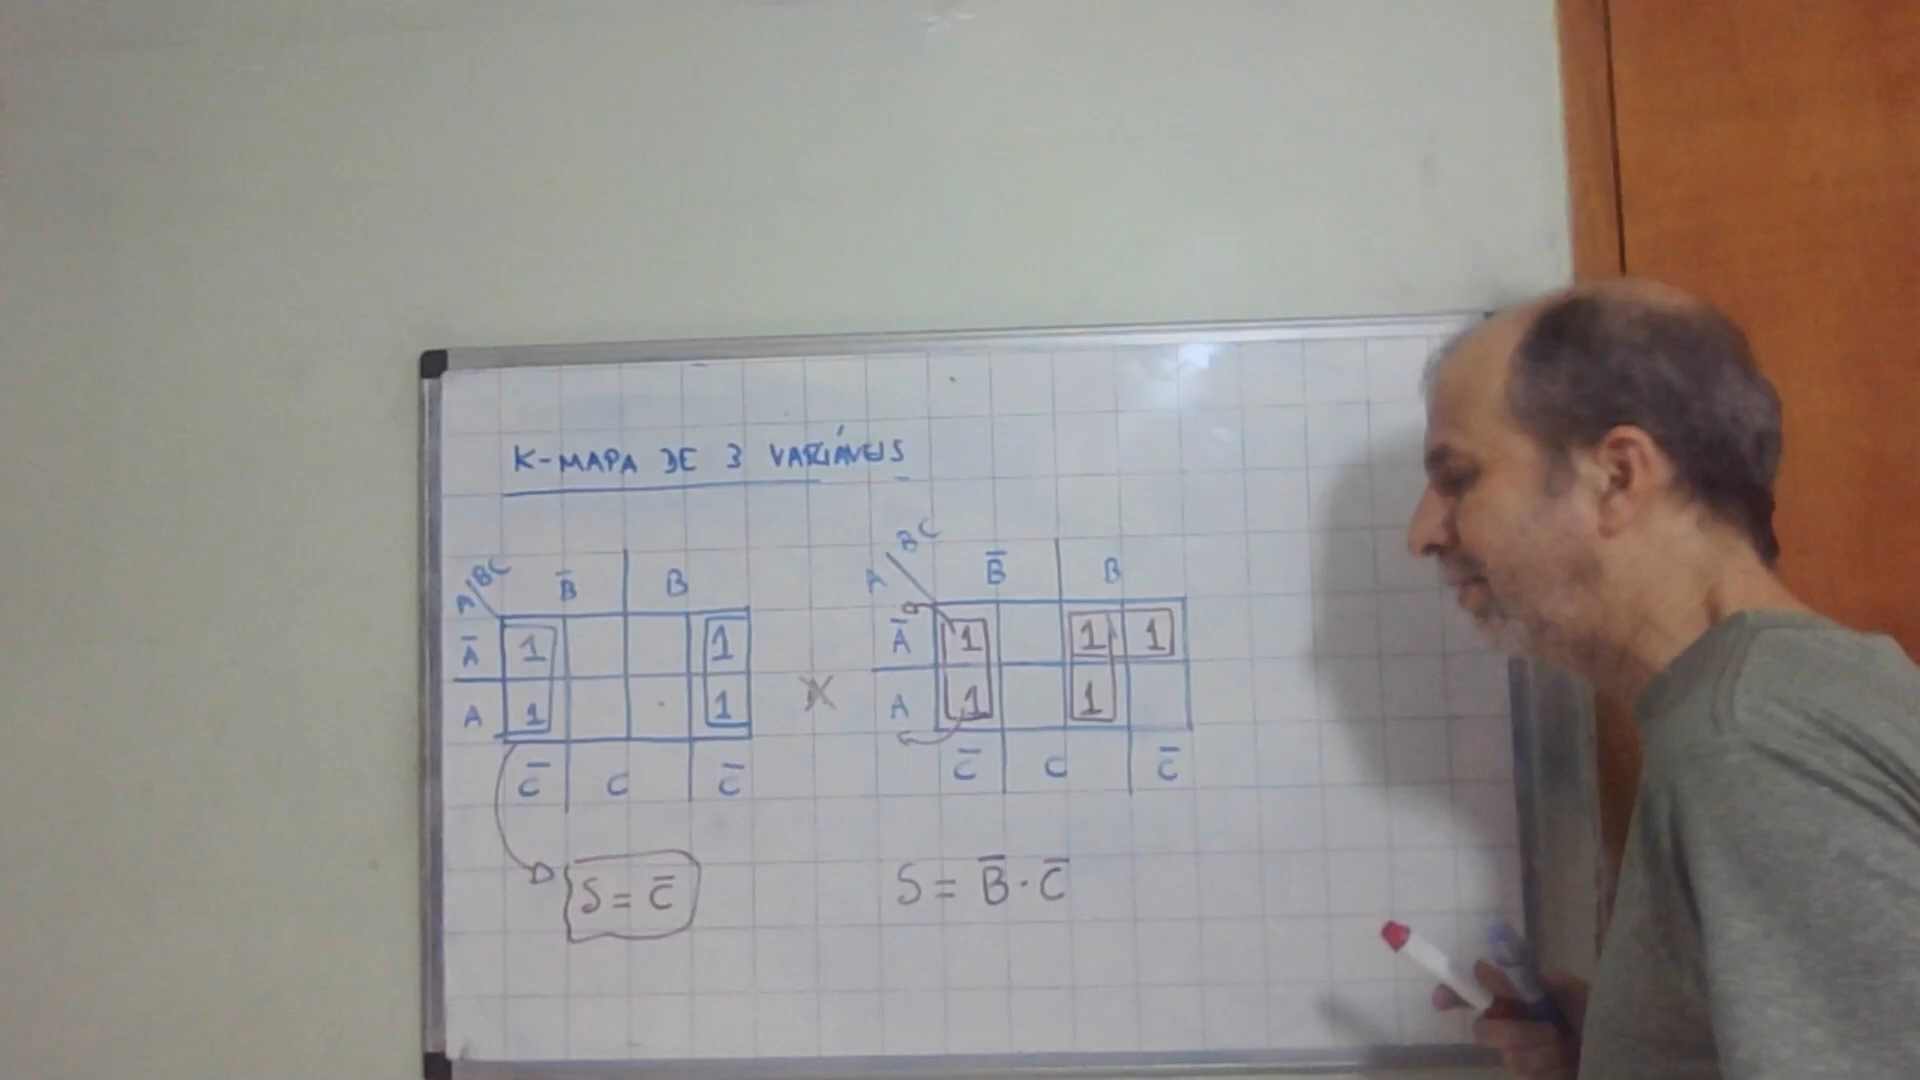 K-MAPA DE 3 VARIÁVEIS
A BC B̅ B
A̅ 1 1
A 1 1
C̅ C C̅
S = C̅
X
A BC B̅ B
A̅ 1 1 1
A 1 1
C̅ C C̅
S = B̅ · C̅